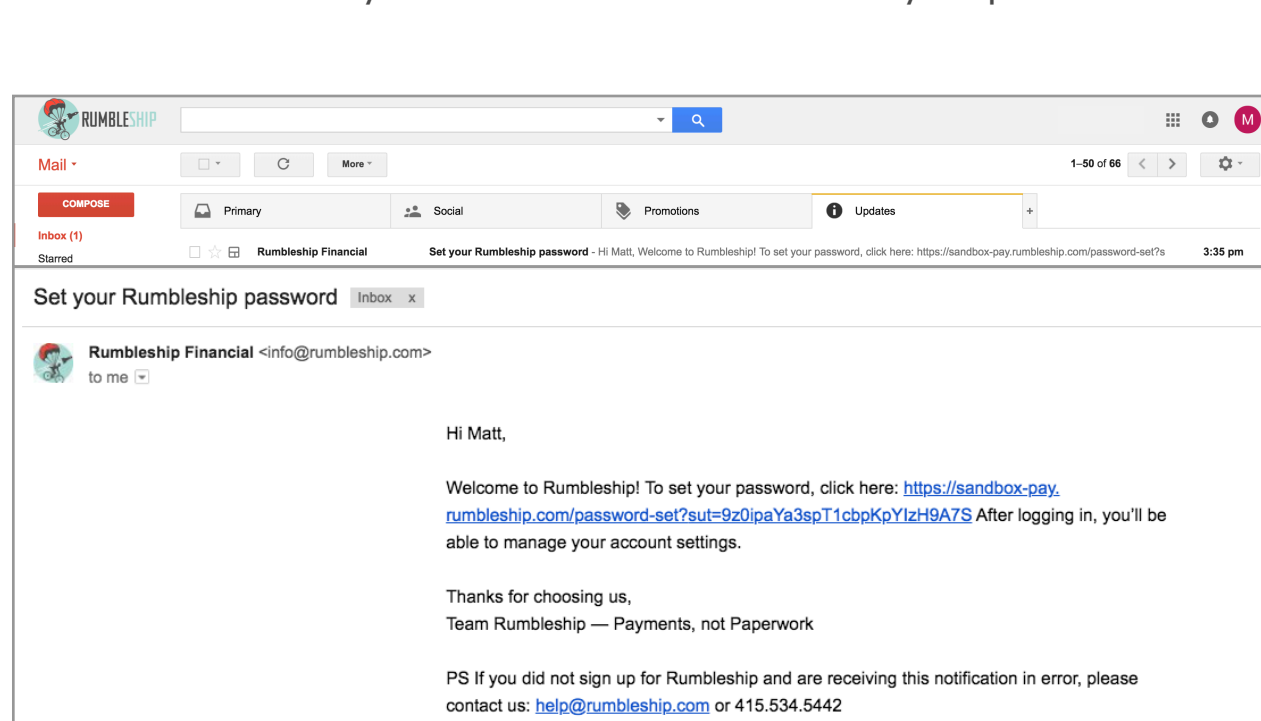 RUMBLESHIP
M
Mail
More
1–50 of 66
COMPOSE
Primary
Social
Promotions
Updates
+
Inbox (1)
Rumbleship Financial Set your Rumbleship password - Hi Matt, Welcome to Rumbleship! To set your password, click here: https://sandbox-pay.rumbleship.com/password-set?s 3:35 pm
Starred
Set your Rumbleship password Inbox x
Rumbleship Financial <info@rumbleship.com>
to me
Hi Matt,
Welcome to Rumbleship! To set your password, click here: https://sandbox-pay.
rumbleship.com/password-set?sut=9z0ipaYa3spT1cbpKpYIzH9A7S After logging in, you’ll be
able to manage your account settings.
Thanks for choosing us,
Team Rumbleship — Payments, not Paperwork
PS If you did not sign up for Rumbleship and are receiving this notification in error, please
contact us: help@rumbleship.com or 415.534.5442